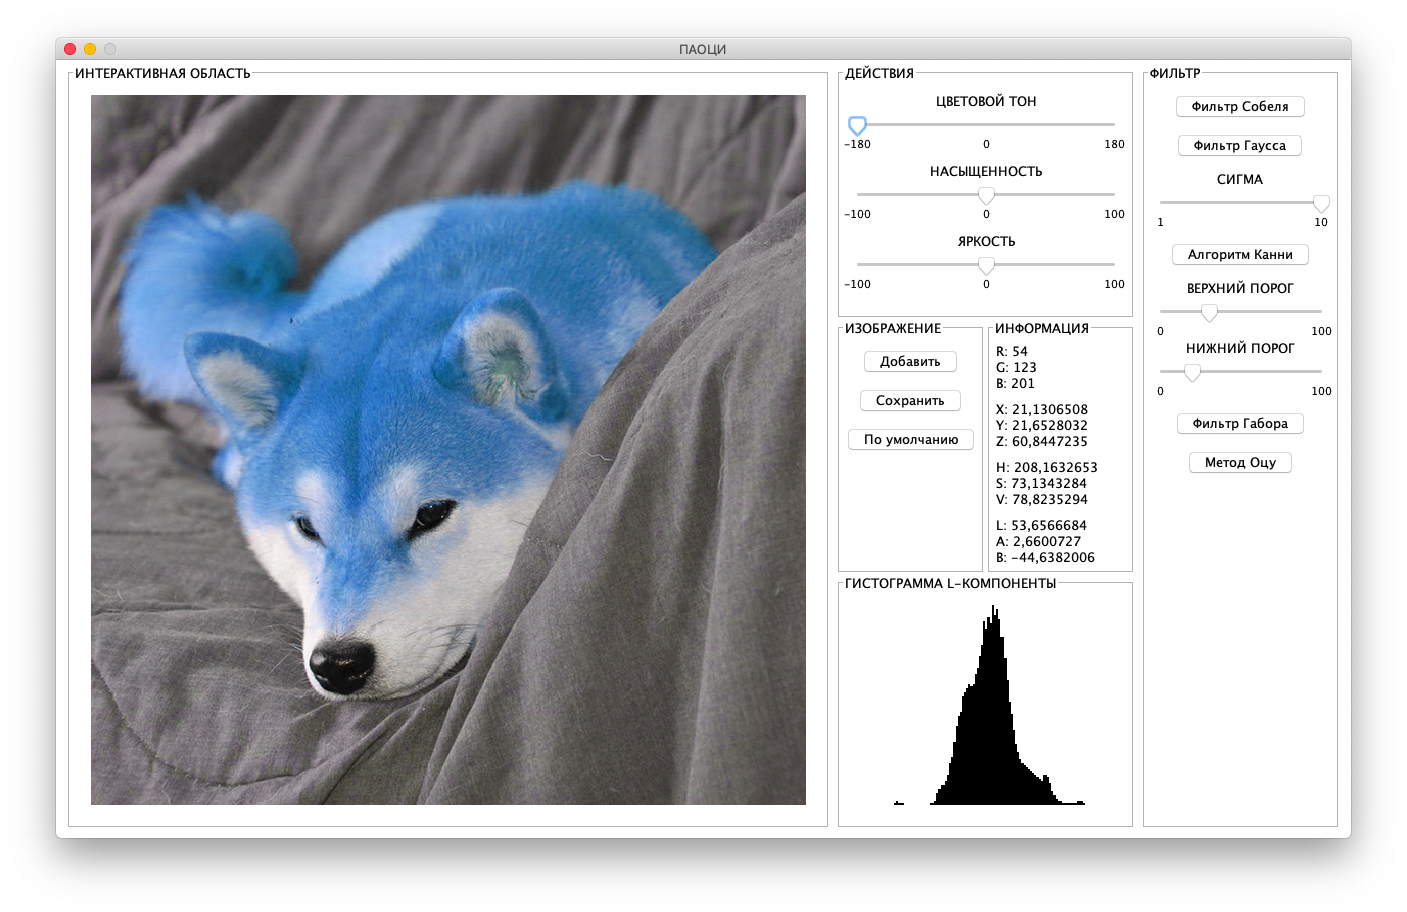 ПАОЦИ
ИНТЕРАКТИВНАЯ ОБЛАСТЬ
ДЕЙСТВИЯ
ЦВЕТОВОЙ ТОН
-180 0 180
НАСЫЩЕННОСТЬ
-100 0 100
ЯРКОСТЬ
-100 0 100
ИЗОБРАЖЕНИЕ
Добавить
Сохранить
По умолчанию
ИНФОРМАЦИЯ
R: 54
G: 123
B: 201
X: 21,1306508
Y: 21,6528032
Z: 60,8447235
H: 208,1632653
S: 73,1343284
V: 78,8235294
L: 53,6566684
A: 2,6600727
B: -44,6382006
ГИСТОГРАММА L-КОМПОНЕНТЫ
ФИЛЬТР
Фильтр Собеля
Фильтр Гаусса
СИГМА
1 10
Алгоритм Канни
ВЕРХНИЙ ПОРОГ
0 100
НИЖНИЙ ПОРОГ
0 100
Фильтр Габора
Метод Оцу